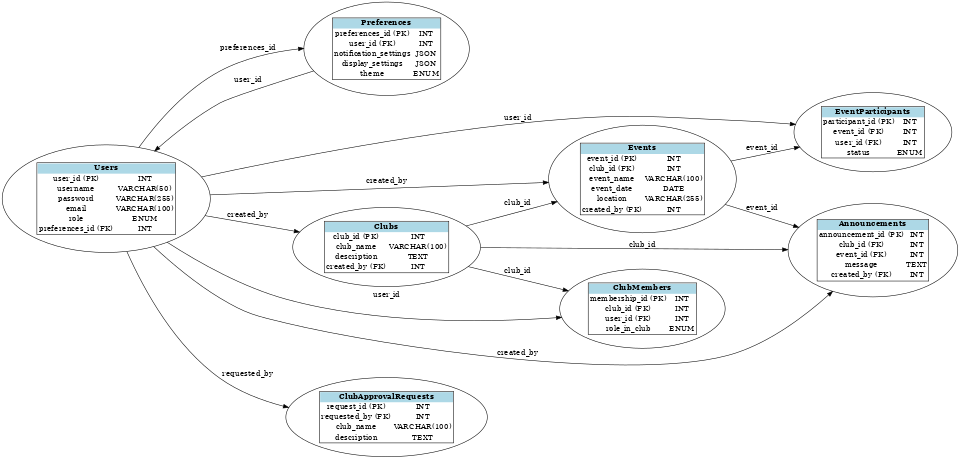 Preferences
preferences_id (PK) INT
user_id (FK) INT
notification_settings JSON
display_settings JSON
theme ENUM
preferences_id
user_id
Users
user_id (PK) INT
username VARCHAR(50)
password VARCHAR(255)
email VARCHAR(100)
role ENUM
preferences_id (FK) INT
user_id
created_by
created_by
user_id
created_by
requested_by
Clubs
club_id (PK) INT
club_name VARCHAR(100)
description TEXT
created_by (FK) INT
club_id
club_id
club_id
Events
event_id (PK) INT
club_id (FK) INT
event_name VARCHAR(100)
event_date DATE
location VARCHAR(255)
created_by (FK) INT
event_id
event_id
EventParticipants
participant_id (PK) INT
event_id (FK) INT
user_id (FK) INT
status ENUM
Announcements
announcement_id (PK) INT
club_id (FK) INT
event_id (FK) INT
message TEXT
created_by (FK) INT
ClubMembers
membership_id (PK) INT
club_id (FK) INT
user_id (FK) INT
role_in_club ENUM
ClubApprovalRequests
request_id (PK) INT
requested_by (FK) INT
club_name VARCHAR(100)
description TEXT